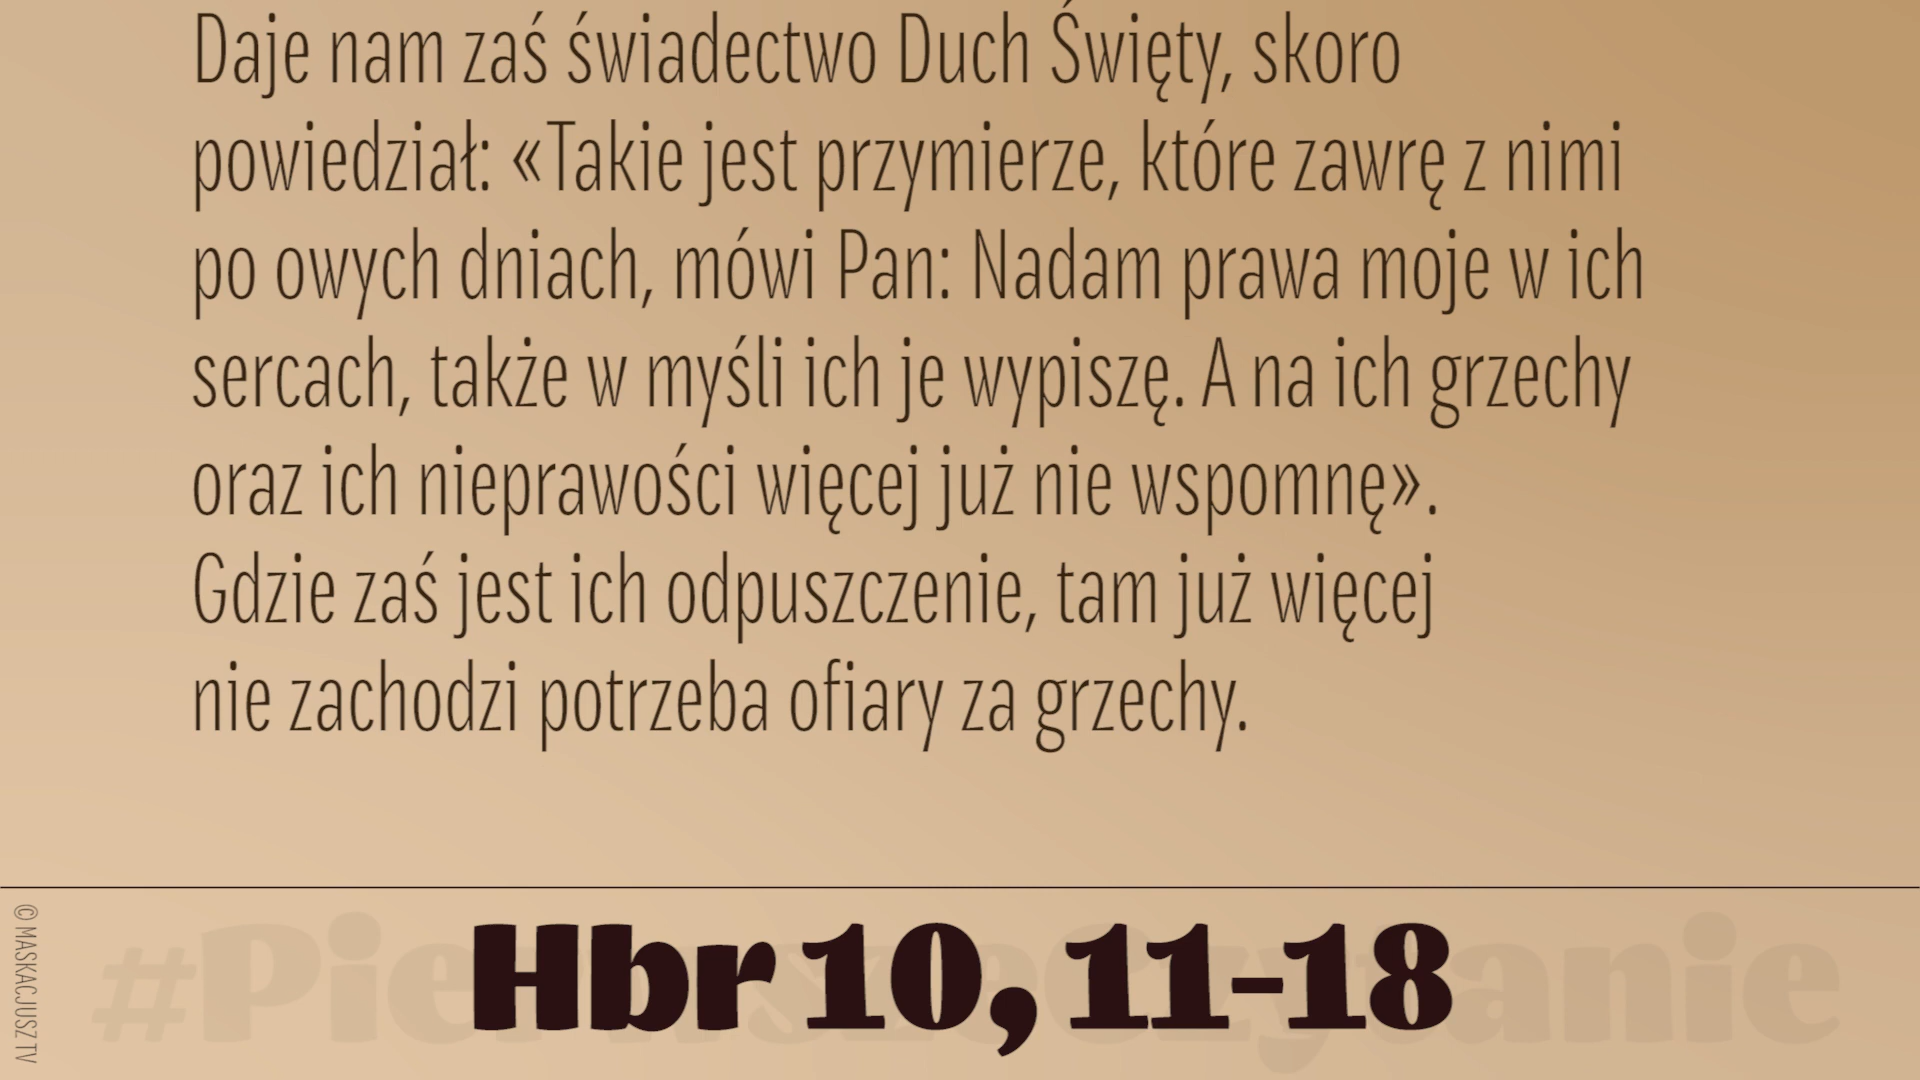 Daje nam zaś świadectwo Duch Święty, skoro
powiedział: «Takie jest przymierze, które zawrę z nimi
po owych dniach, mówi Pan: Nadam prawa moje w ich
sercach, także w myśli ich je wypiszę. A na ich grzechy
oraz ich nieprawości więcej już nie wspomnę».
Gdzie zaś jest ich odpuszczenie, tam już więcej
nie zachodzi potrzeba ofiary za grzechy.
#PierwszeCzytanie
Hbr 10, 11-18
© MASKACJUSZ TV